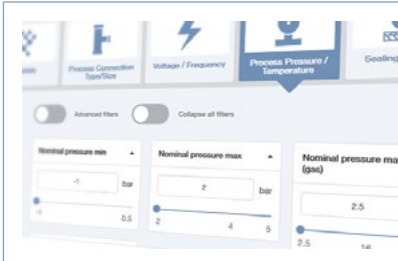 Process Connection
Type/Size
Voltage / Frequency
Process Pressure /
Temperature
Sealing
Advanced filters
Collapse all filters
Nominal pressure min
-1
bar
-1
0.5
Nominal pressure max
2
bar
2
4
5
Nominal pressure ma
(gas)
2.5
2.5
16